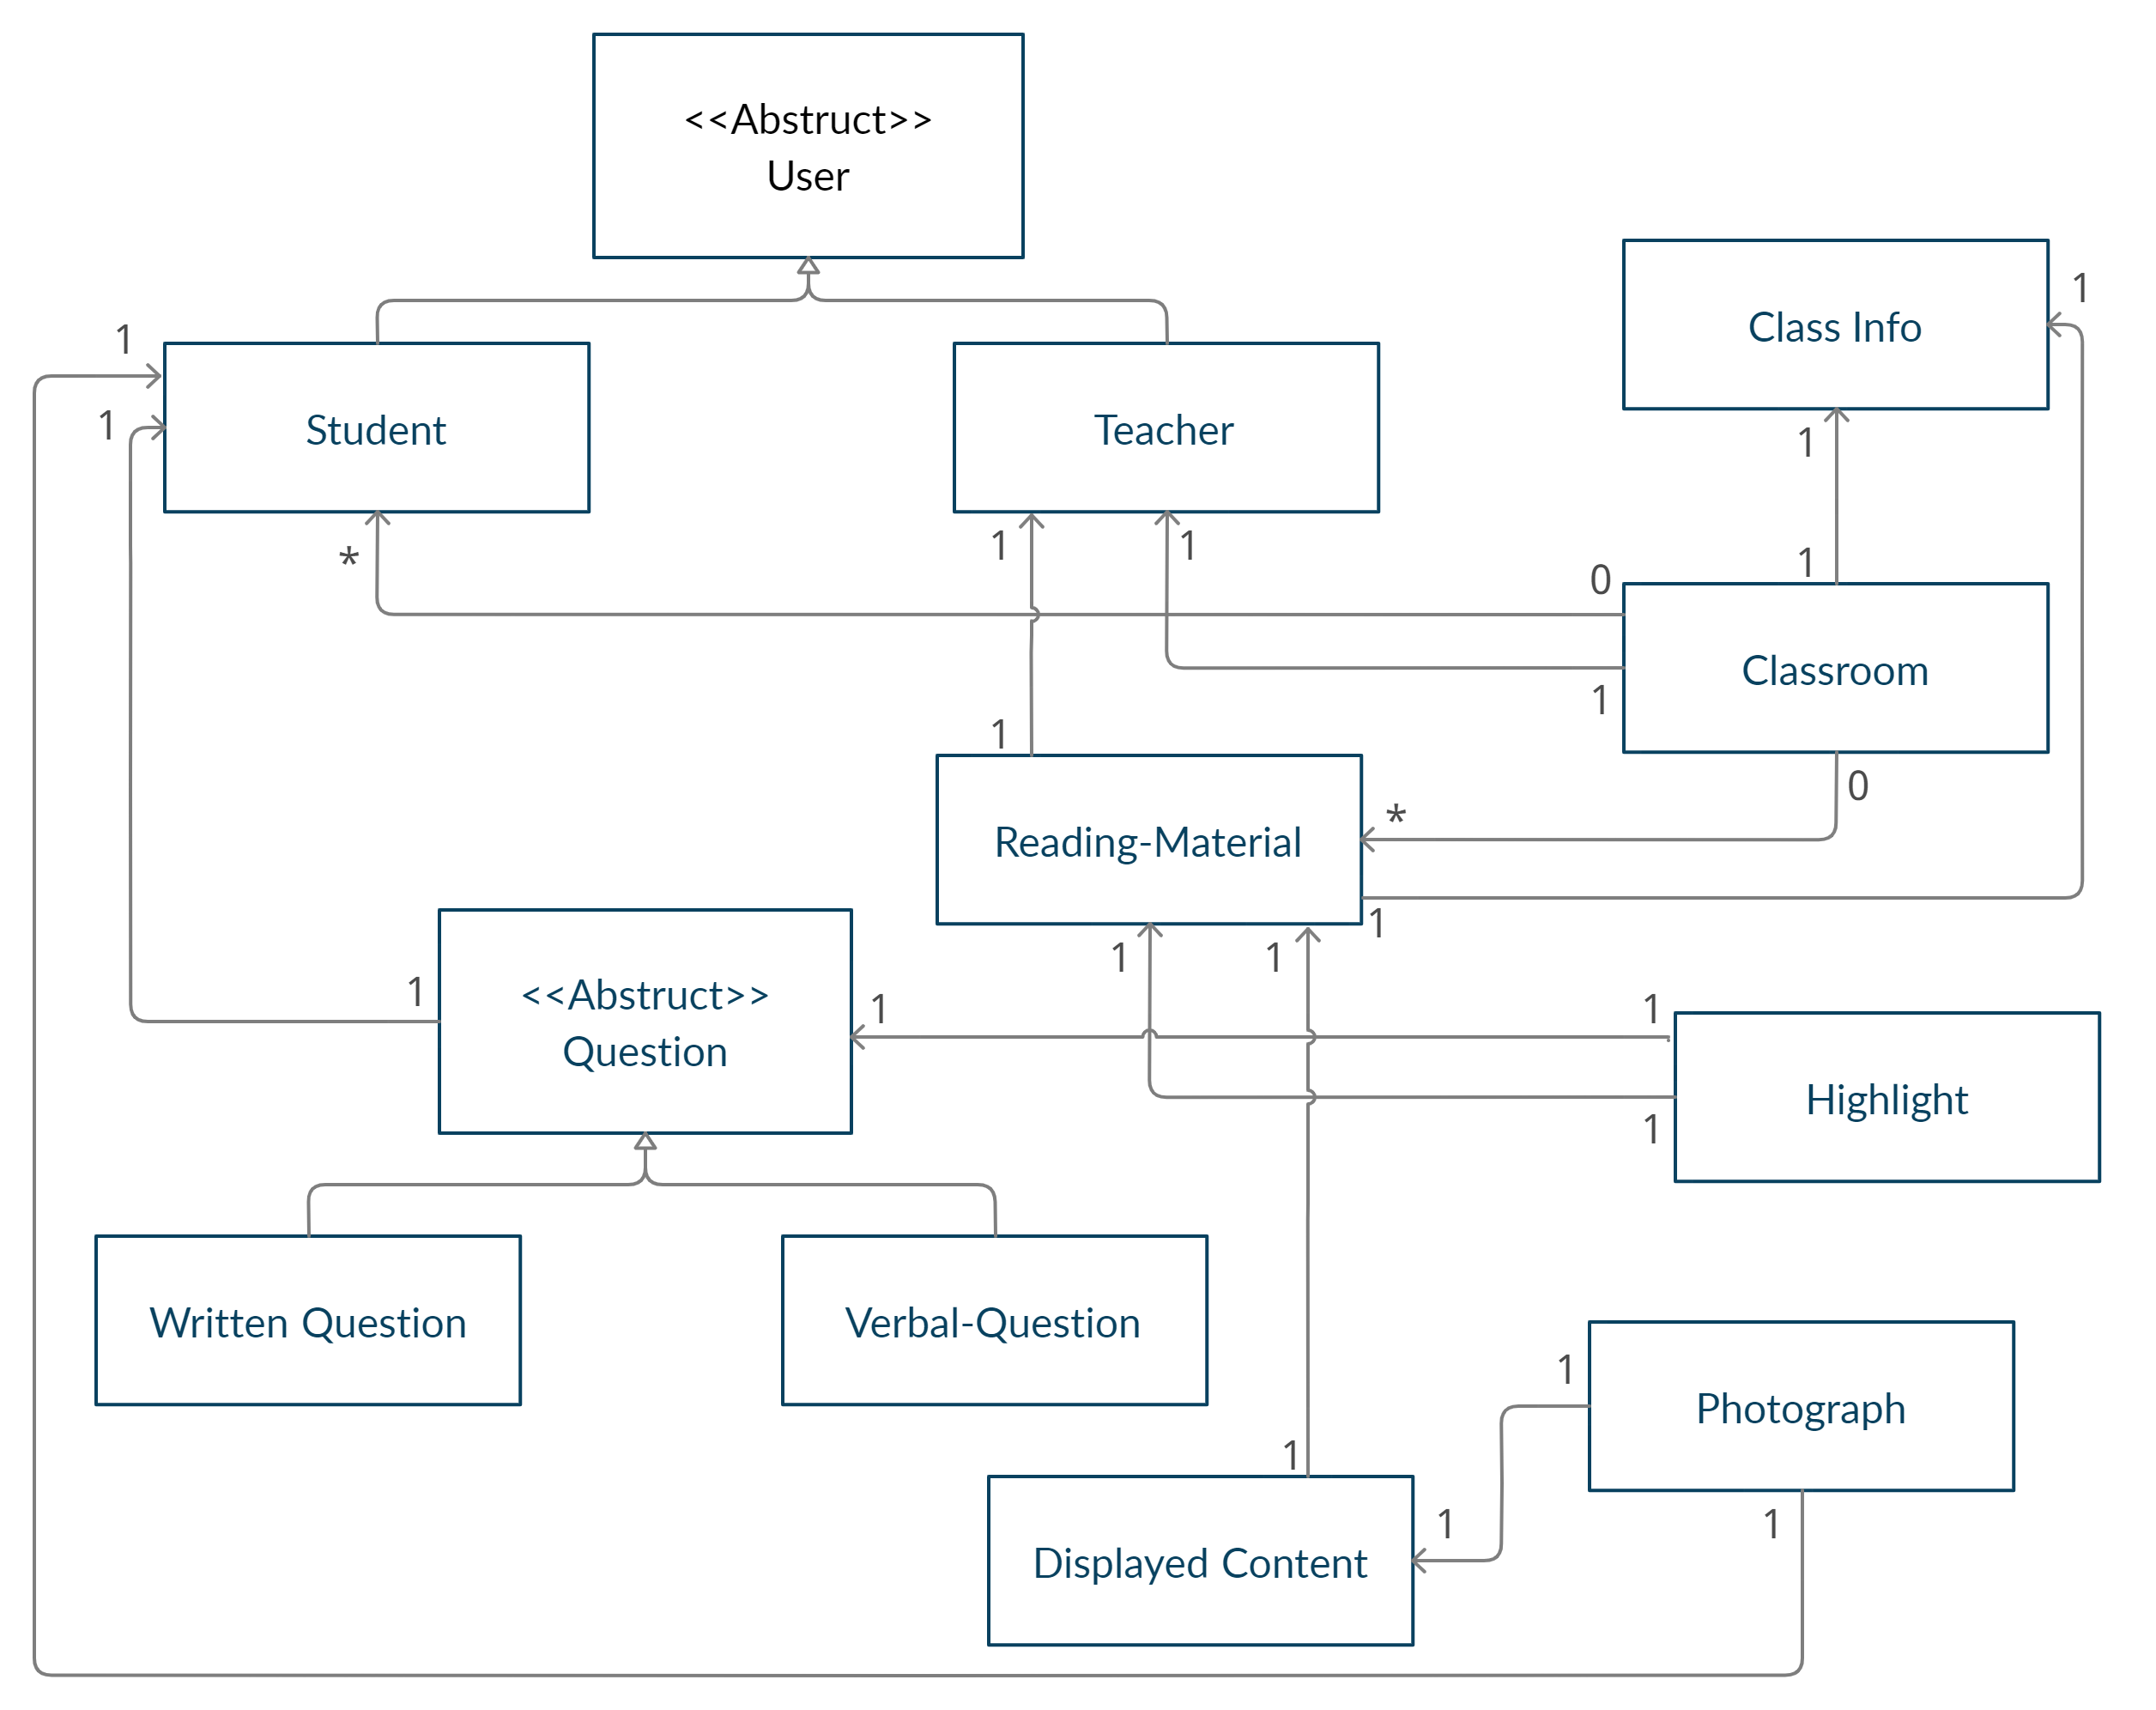 <<Abstruct>>
User
Class Info
1
1
Student
Teacher
1
1
1
*
1
1
1
0
Classroom
1
1
0
*
Reading-Material
1
1
1
<<Abstruct>>
Question
1
1
1
Highlight
1
Written Question
Verbal-Question
Photograph
1
1
Displayed Content
1
1